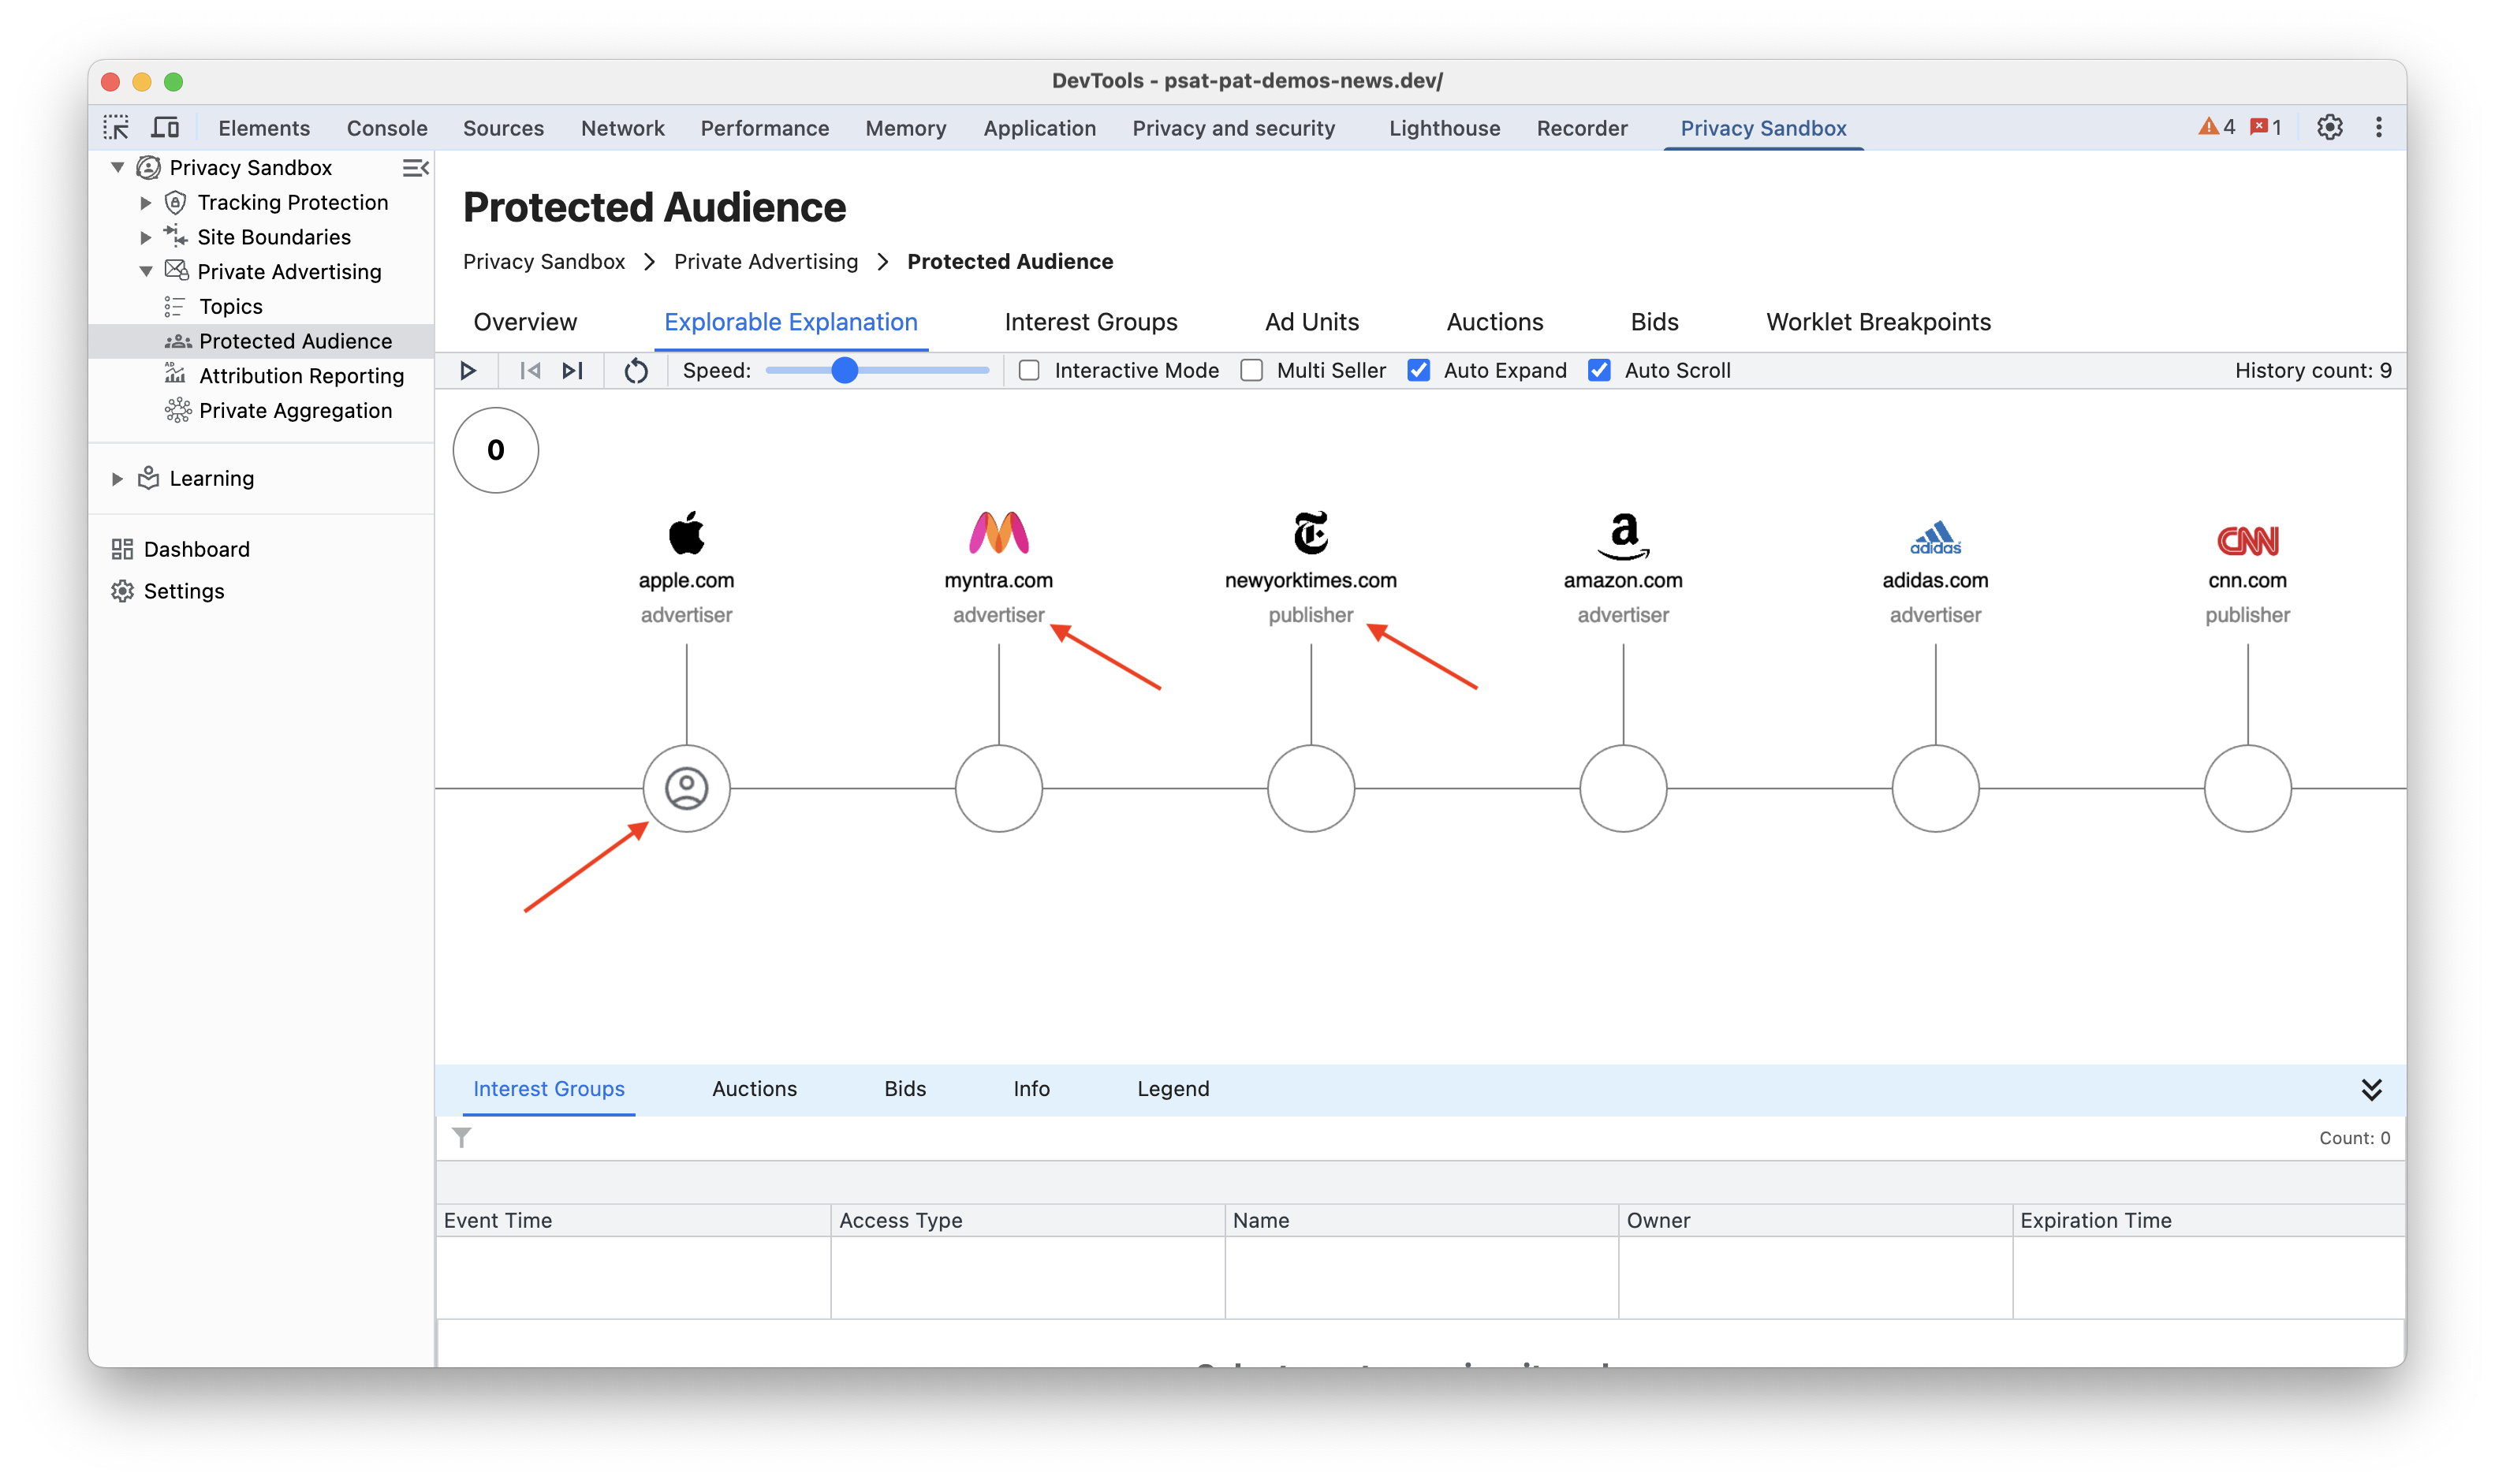 DevTools - psat-pat-demos-news.dev/
Elements Console Sources Network Performance Memory Application Privacy and security Lighthouse Recorder Privacy Sandbox 4 1
Privacy Sandbox
Tracking Protection
Site Boundaries
Private Advertising
Topics
Protected Audience
AD
Attribution Reporting
Private Aggregation
Learning
Dashboard
Settings
Protected Audience
Privacy Sandbox > Private Advertising > Protected Audience
Overview Explorable Explanation Interest Groups Ad Units Auctions Bids Worklet Breakpoints
Speed: Interactive Mode Multi Seller Auto Expand Auto Scroll History count: 9
0
a adidas CNN
apple.com myntra.com newyorktimes.com amazon.com adidas.com cnn.com
advertiser advertiser publisher advertiser advertiser publisher
Interest Groups Auctions Bids Info Legend
Count: 0
Event Time Access Type Name Owner Expiration Time